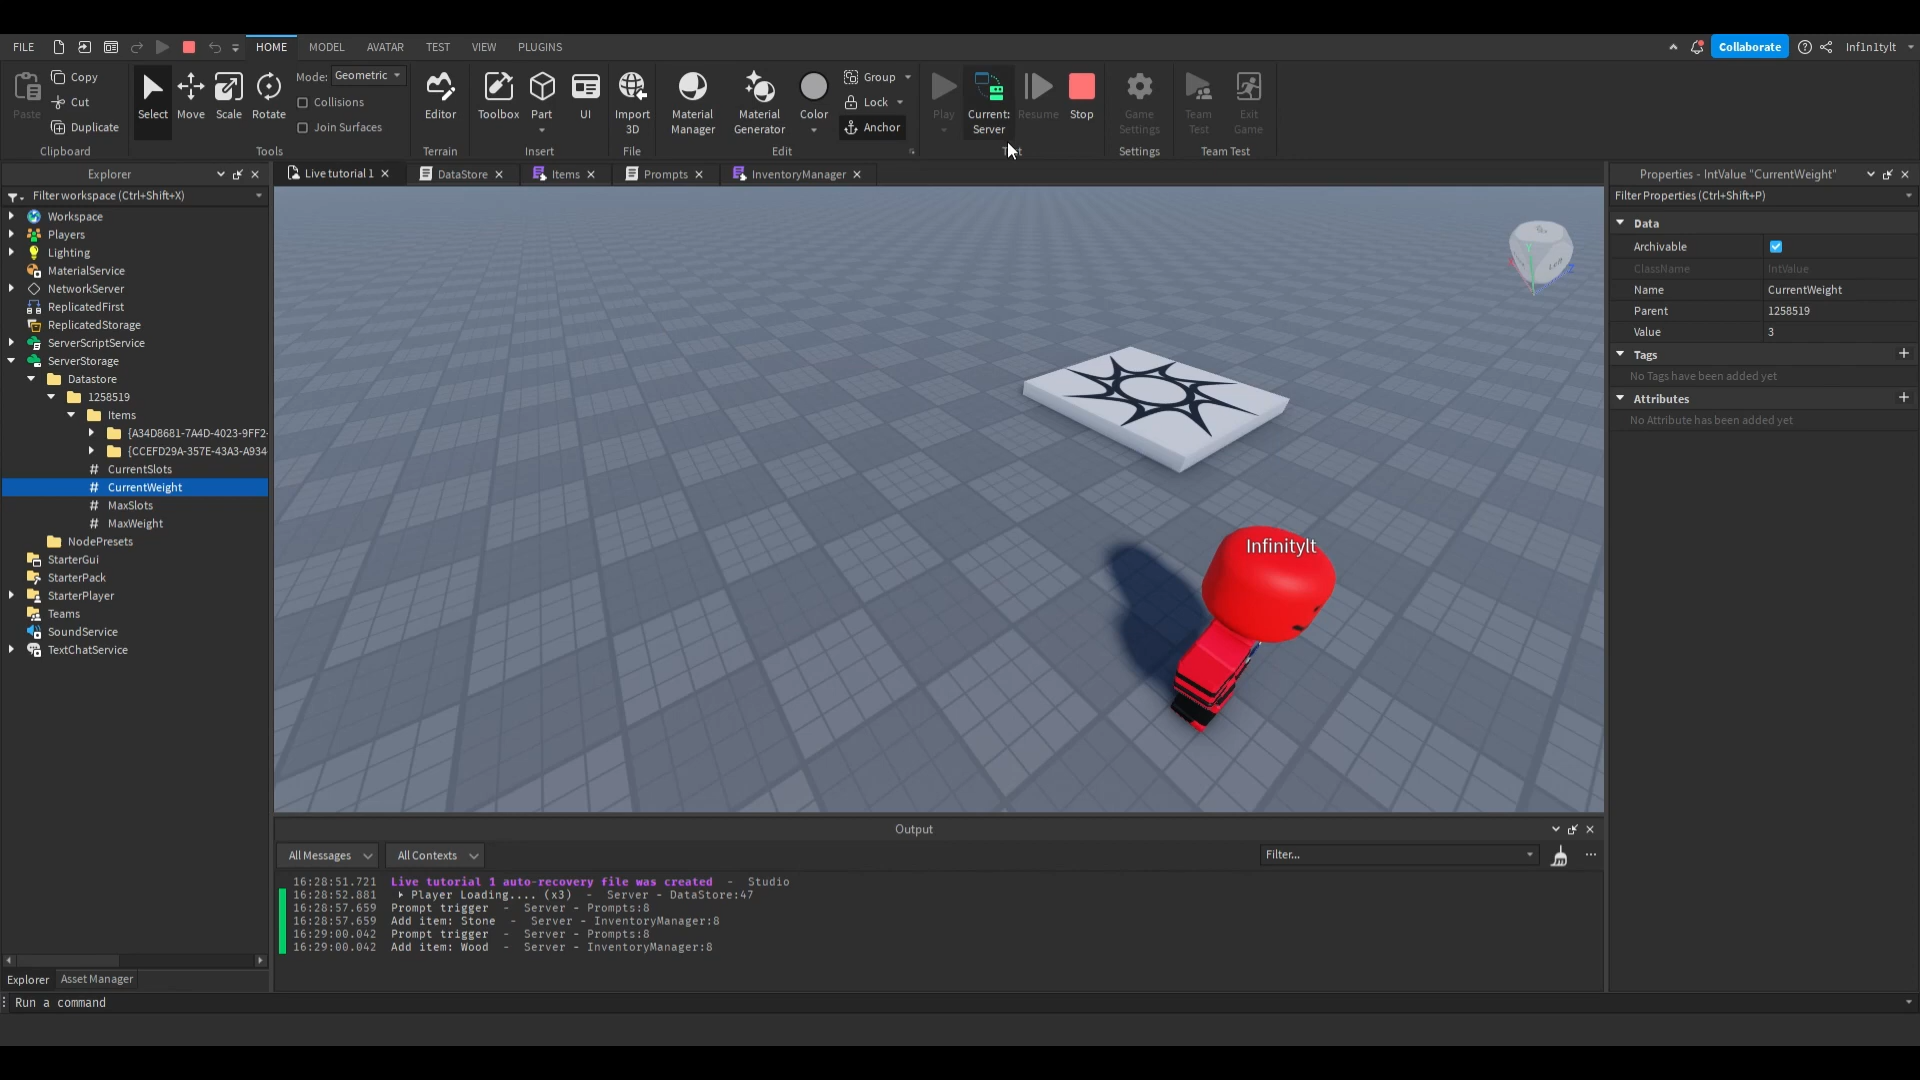 FILE HOME MODEL AVATAR TEST VIEW PLUGINS Collaborate Inf1n1tylt
Paste Copy Cut Duplicate Clipboard
Select Move Scale Rotate Mode: Geometric Collisions Join Surfaces Tools
Editor Terrain
Toolbox Part UI Insert
Import 3D File
Material Manager Material Generator Color Group Lock Anchor Edit
Play Current: Server Resume Stop
Game Settings Settings
Team Test Exit Game Team Test
Explorer
Filter workspace (Ctrl+Shift+X)
Workspace
Players
Lighting
MaterialService
NetworkServer
ReplicatedFirst
ReplicatedStorage
ServerScriptService
ServerStorage
Datastore
1258519
Items
{A34D8681-7A4D-4023-9FF2-
{CCEFD29A-357E-43A3-A934
# CurrentSlots
# CurrentWeight
# MaxSlots
# MaxWeight
NodePresets
StarterGui
StarterPack
StarterPlayer
Teams
SoundService
TextChatService
Explorer Asset Manager
Live tutorial 1 DataStore Items Prompts InventoryManager
Y Z Left
Infinitylt
Output
All Messages All Contexts Filter...
16:28:51.721 Live tutorial 1 auto-recovery file was created - Studio
16:28:52.881 Player Loading.... (x3) - Server - DataStore:47
16:28:57.659 Prompt trigger - Server - Prompts:8
16:28:57.659 Add item: Stone - Server - InventoryManager:8
16:29:00.042 Prompt trigger - Server - Prompts:8
16:29:00.042 Add item: Wood - Server - InventoryManager:8
Properties - IntValue "CurrentWeight"
Filter Properties (Ctrl+Shift+P)
Data
Archivable
ClassName IntValue
Name CurrentWeight
Parent 1258519
Value 3
Tags
No Tags have been added yet
Attributes
No Attribute has been added yet
Run a command